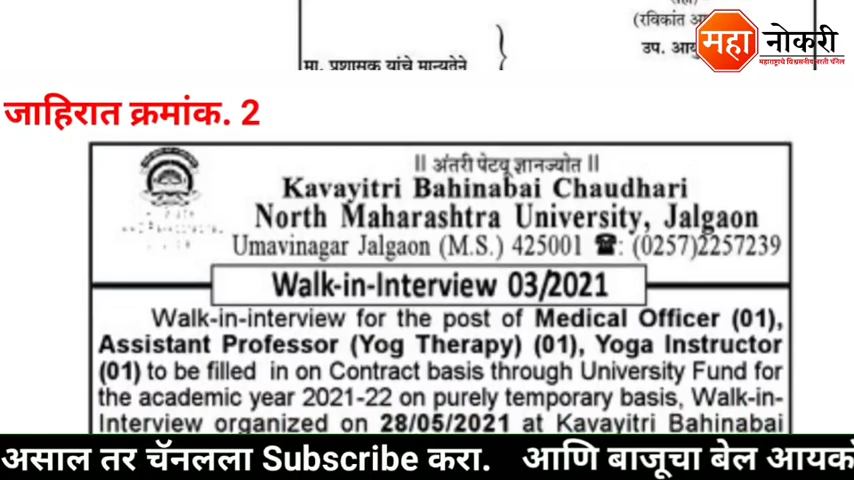 (रविकांत
उप.
मा. प्रशासक यांचे मान्यतेने
महा नोकरी
महाराष्ट्राचे विश्वसनीय भरती चॅनेल
जाहिरात क्रमांक. 2
|| अंतरी पेटवू ज्ञानज्योत ||
Kavayitri Bahinabai Chaudhari
North Maharashtra University, Jalgaon
Umavinagar Jalgaon (M.S.) 425001 ☎: (0257)2257239
Walk-in-Interview 03/2021
Walk-in-interview for the post of Medical Officer (01),
Assistant Professor (Yog Therapy) (01), Yoga Instructor
(01) to be filled in on Contract basis through University Fund for
the academic year 2021-22 on purely temporary basis, Walk-in-
Interview organized on 28/05/2021 at Kavayitri Bahinabai
असाल तर चॅनलला Subscribe करा. आणि बाजूचा बेल आयको